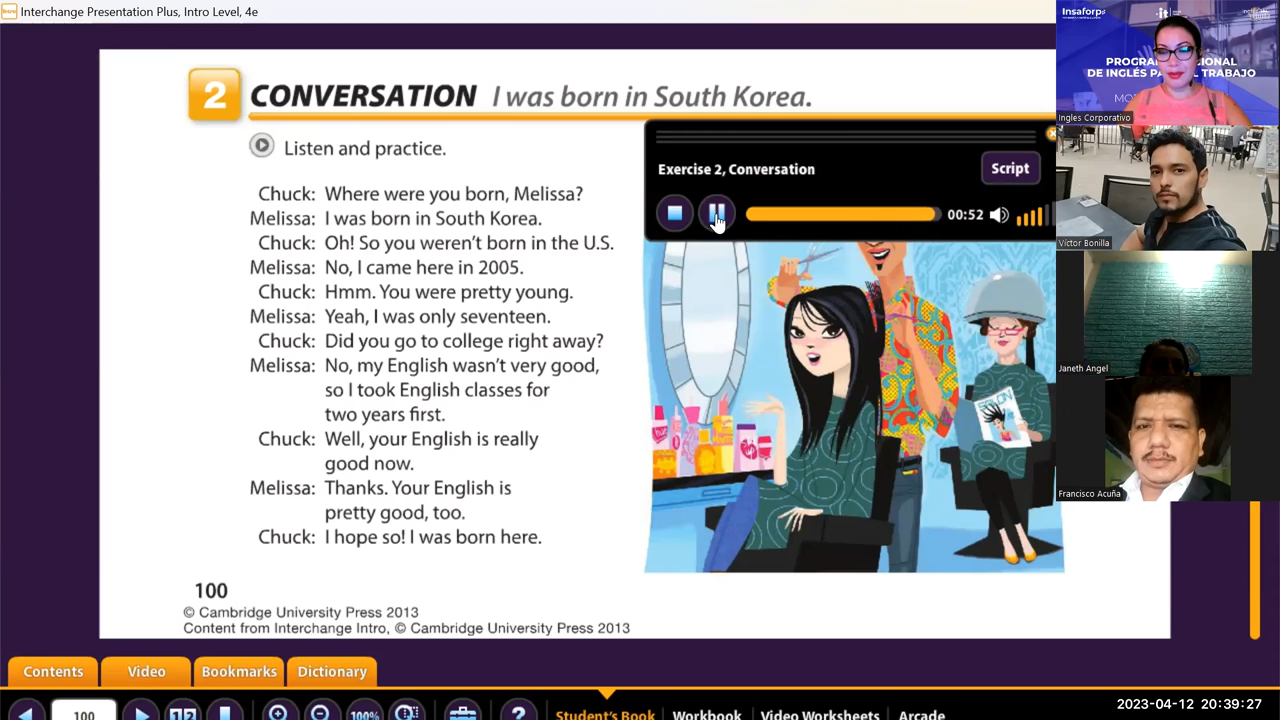 Interchange Presentation Plus, Intro Level, 4e
2 CONVERSATION I was born in South Korea.
Listen and practice.
Chuck: Where were you born, Melissa?
Melissa: I was born in South Korea.
Chuck: Oh! So you weren't born in the U.S.
Melissa: No, I came here in 2005.
Chuck: Hmm. You were pretty young.
Melissa: Yeah, I was only seventeen.
Chuck: Did you go to college right away?
Melissa: No, my English wasn't very good,
so I took English classes for
two years first.
Chuck: Well, your English is really
good now.
Melissa: Thanks. Your English is
pretty good, too.
Chuck: I hope so! I was born here.
100
© Cambridge University Press 2013
Content from Interchange Intro, © Cambridge University Press 2013
Exercise 2, Conversation
Script
00:52
SALON
Insaforp
it
Ingles Corporativo
Víctor Bonilla
Janeth Angel
Francisco Acuña
Contents
Video
Bookmarks
Dictionary
100
1 2
100%
?
Student's Book
Workbook
Video Worksheets
Arcade
2023-04-12 20:39:27